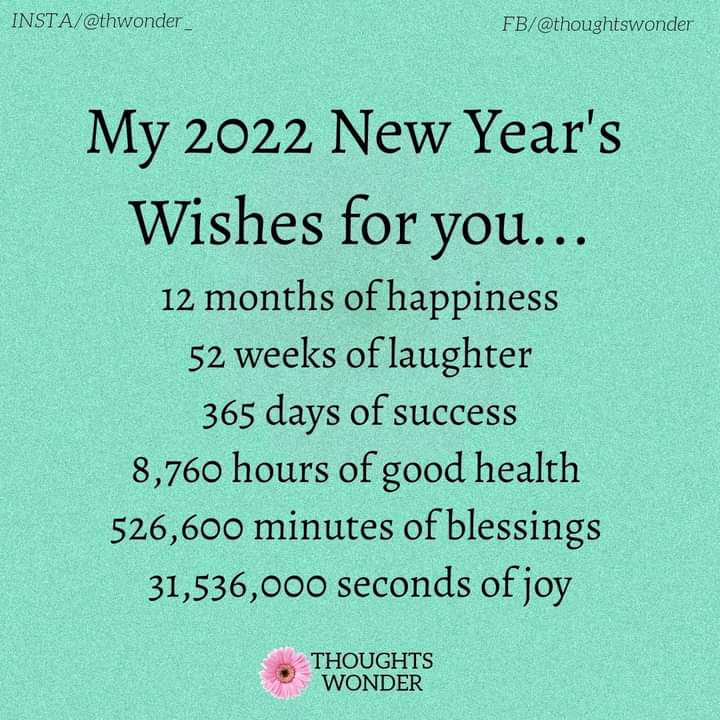 INSTA/@thwonder_
FB/@thoughtswonder
My 2022 New Year's
Wishes for you...
12 months of happiness
52 weeks of laughter
365 days of success
8,760 hours of good health
526,600 minutes of blessings
31,536,000 seconds of joy
THOUGHTS
WONDER